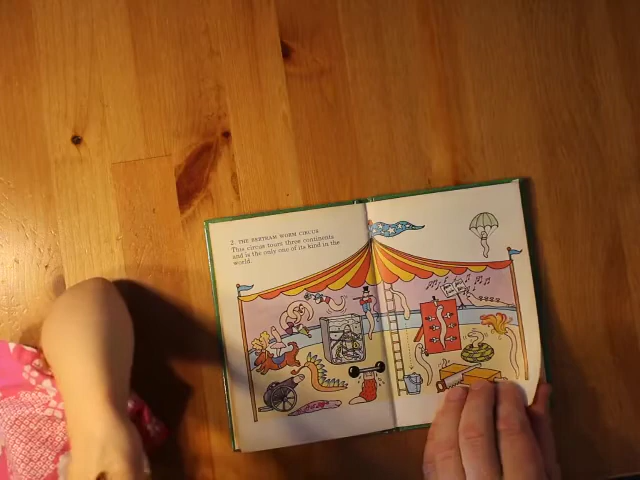 2 THE BERTRAM WORM CIRCUS
This circus tours three continents
and is the only one of its kind in the
world.